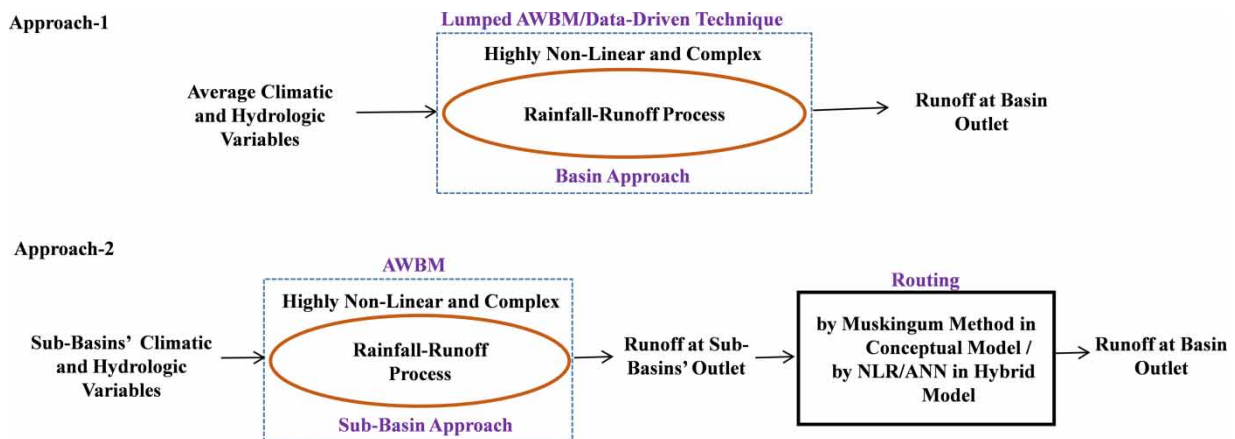 Approach-1
Lumped AWBM/Data-Driven Technique
Highly Non-Linear and Complex
Average Climatic
and Hydrologic
Variables
Rainfall-Runoff Process
Runoff at Basin
Outlet
Basin Approach
Approach-2
AWBM
Highly Non-Linear and Complex
Sub-Basins’ Climatic
and Hydrologic
Variables
Rainfall-Runoff
Process
Sub-Basin Approach
Runoff at Sub-
Basins’ Outlet
Routing
by Muskingum Method in
Conceptual Model /
by NLR/ANN in Hybrid
Model
Runoff at Basin
Outlet